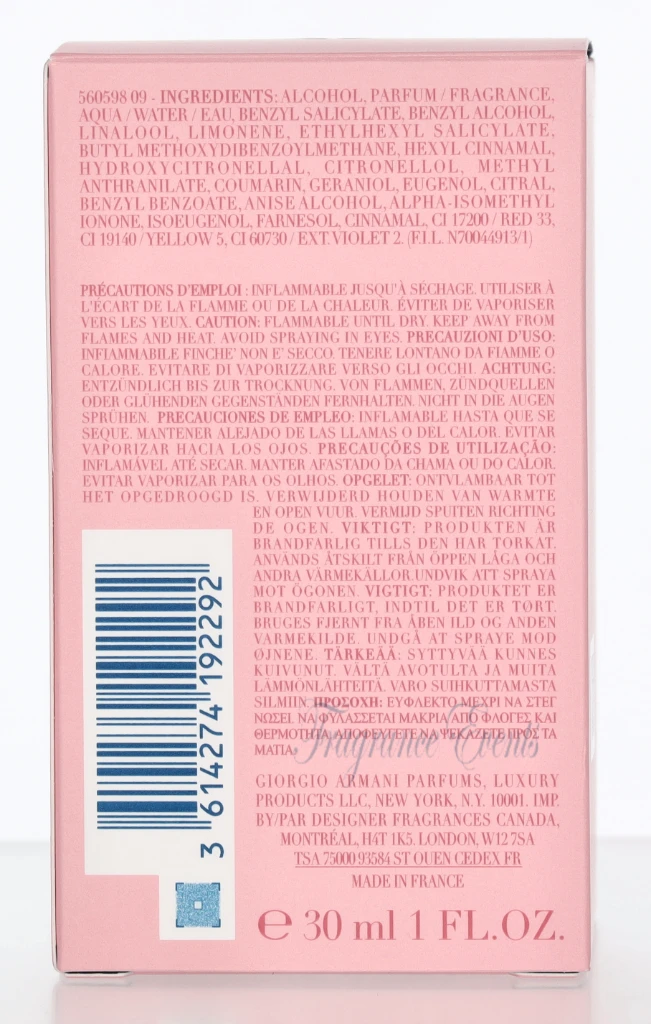 560598 09 - INGREDIENTS: ALCOHOL, PARFUM / FRAGRANCE,
AQUA / WATER / EAU, BENZYL SALICYLATE, BENZYL ALCOHOL,
LINALOOL, LIMONENE, ETHYLHEXYL SALICYLATE,
BUTYL METHOXYDIBENZOYLMETHANE, HEXYL CINNAMAL,
HYDROXYCITRONELLAL, CITRONELLOL, METHYL
ANTHRANILATE, COUMARIN, GERANIOL, EUGENOL, CITRAL,
BENZYL BENZOATE, ANISE ALCOHOL, ALPHA-ISOMETHYL
IONONE, ISOEUGENOL, FARNESOL, CINNAMAL, CI 17200 / RED 33,
CI 19140 / YELLOW 5, CI 60730 / EXT. VIOLET 2. (F.I.L. N70044913/1)
PRÉCAUTIONS D'EMPLOI : INFLAMMABLE JUSQU'À SÉCHAGE. UTILISER À
L'ÉCART DE LA FLAMME OU DE LA CHALEUR. ÉVITER DE VAPORISER
VERS LES YEUX. CAUTION: FLAMMABLE UNTIL DRY. KEEP AWAY FROM
FLAMES AND HEAT. AVOID SPRAYING IN EYES. PRECAUZIONI D'USO:
INFIAMMABILE FINCHE' NON E' SECCO. TENERE LONTANO DA FIAMME O
CALORE. EVITARE DI VAPORIZZARE VERSO GLI OCCHI. ACHTUNG:
ENTZÜNDLICH BIS ZUR TROCKNUNG. VON FLAMMEN, ZÜNDQUELLEN
ODER GLÜHENDEN GEGENSTÄNDEN FERNHALTEN. NICHT IN DIE AUGEN
SPRÜHEN. PRECAUCIONES DE EMPLEO: INFLAMABLE HASTA QUE SE
SEQUE. MANTENER ALEJADO DE LAS LLAMAS O DEL CALOR. EVITAR
VAPORIZAR HACIA LOS OJOS. PRECAUÇÕES DE UTILIZAÇÃO:
INFLAMÁVEL ATÉ SECAR. MANTER AFASTADO DA CHAMA OU DO CALOR.
EVITAR VAPORIZAR PARA OS OLHOS. OPGELET: ONTVLAMBAAR TOT
HET OPGEDROOGD IS. VERWIJDERD HOUDEN VAN WARMTE
EN OPEN VUUR. VERMIJD SPUITEN RICHTING
DE OGEN. VIKTIGT: PRODUKTEN ÄR
BRANDFARLIG TILLS DEN HAR TORKAT.
ANVÄNDS ÅTSKILT FRÅN ÖPPEN LÅGA OCH
ANDRA VÄRMEKÄLLOR.UNDVIK ATT SPRAYA
MOT ÖGONEN. VIGTIGT: PRODUKTET ER
BRANDFARLIGT, INDTIL DET ER TØRT.
BRUGES FJERNT FRA ÅBEN ILD OG ANDEN
VARMEKILDE. UNDGÅ AT SPRAYE MOD
ØJNENE. TÄRKEÄÄ: SYTTYVÄÄ KUNNES
KUIVUNUT. VÄLTÄ AVOTULTA JA MUITA
LÄMMÖNLÄHTEITÄ. VARO SUIHKUTTAMASTA
SILMIIN. ΠΡΟΣΟΧΗ: ΕΥΦΛΕΚΤΟ ΜΕΧΡΙ ΝΑ ΣΤΕΓ
ΝΩΣΕΙ. ΝΑ ΦΥΛΑΣΣΕΤΑΙ ΜΑΚΡΙΑ ΑΠΟ ΦΛΟΓΕΣ ΚΑΙ
ΘΕΡΜΟΤΗΤΑ. ΑΠΟΦΕΥΓΕΤΕ ΝΑ ΨΕΚΑΖΕΤΕ ΠΡΟΣ ΤΑ
ΜΑΤΙΑ.
Fragrance Events
3 614274 192292
GIORGIO ARMANI PARFUMS, LUXURY
PRODUCTS LLC, NEW YORK, N.Y. 10001. IMP.
BY/PAR DESIGNER FRAGRANCES CANADA,
MONTRÉAL, H4T 1K5. LONDON, W12 7SA
TSA 75000 93584 ST OUEN CEDEX FR
MADE IN FRANCE
℮ 30 ml 1 FL.OZ.